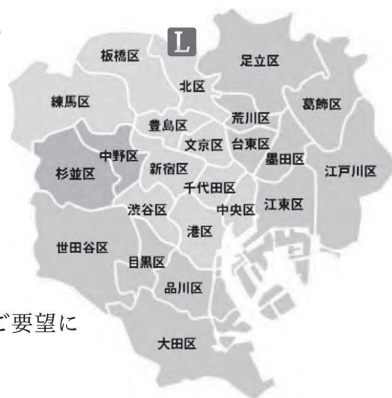 L
足立区
板橋区
北区
葛飾区
練馬区
荒川区
豊島区
台東区
文京区
墨田区
中野区
新宿区
江戸川区
杉並区
千代田区
渋谷区
中央区
江東区
港区
世田谷区
目黒区
品川区
ご要望に
大田区